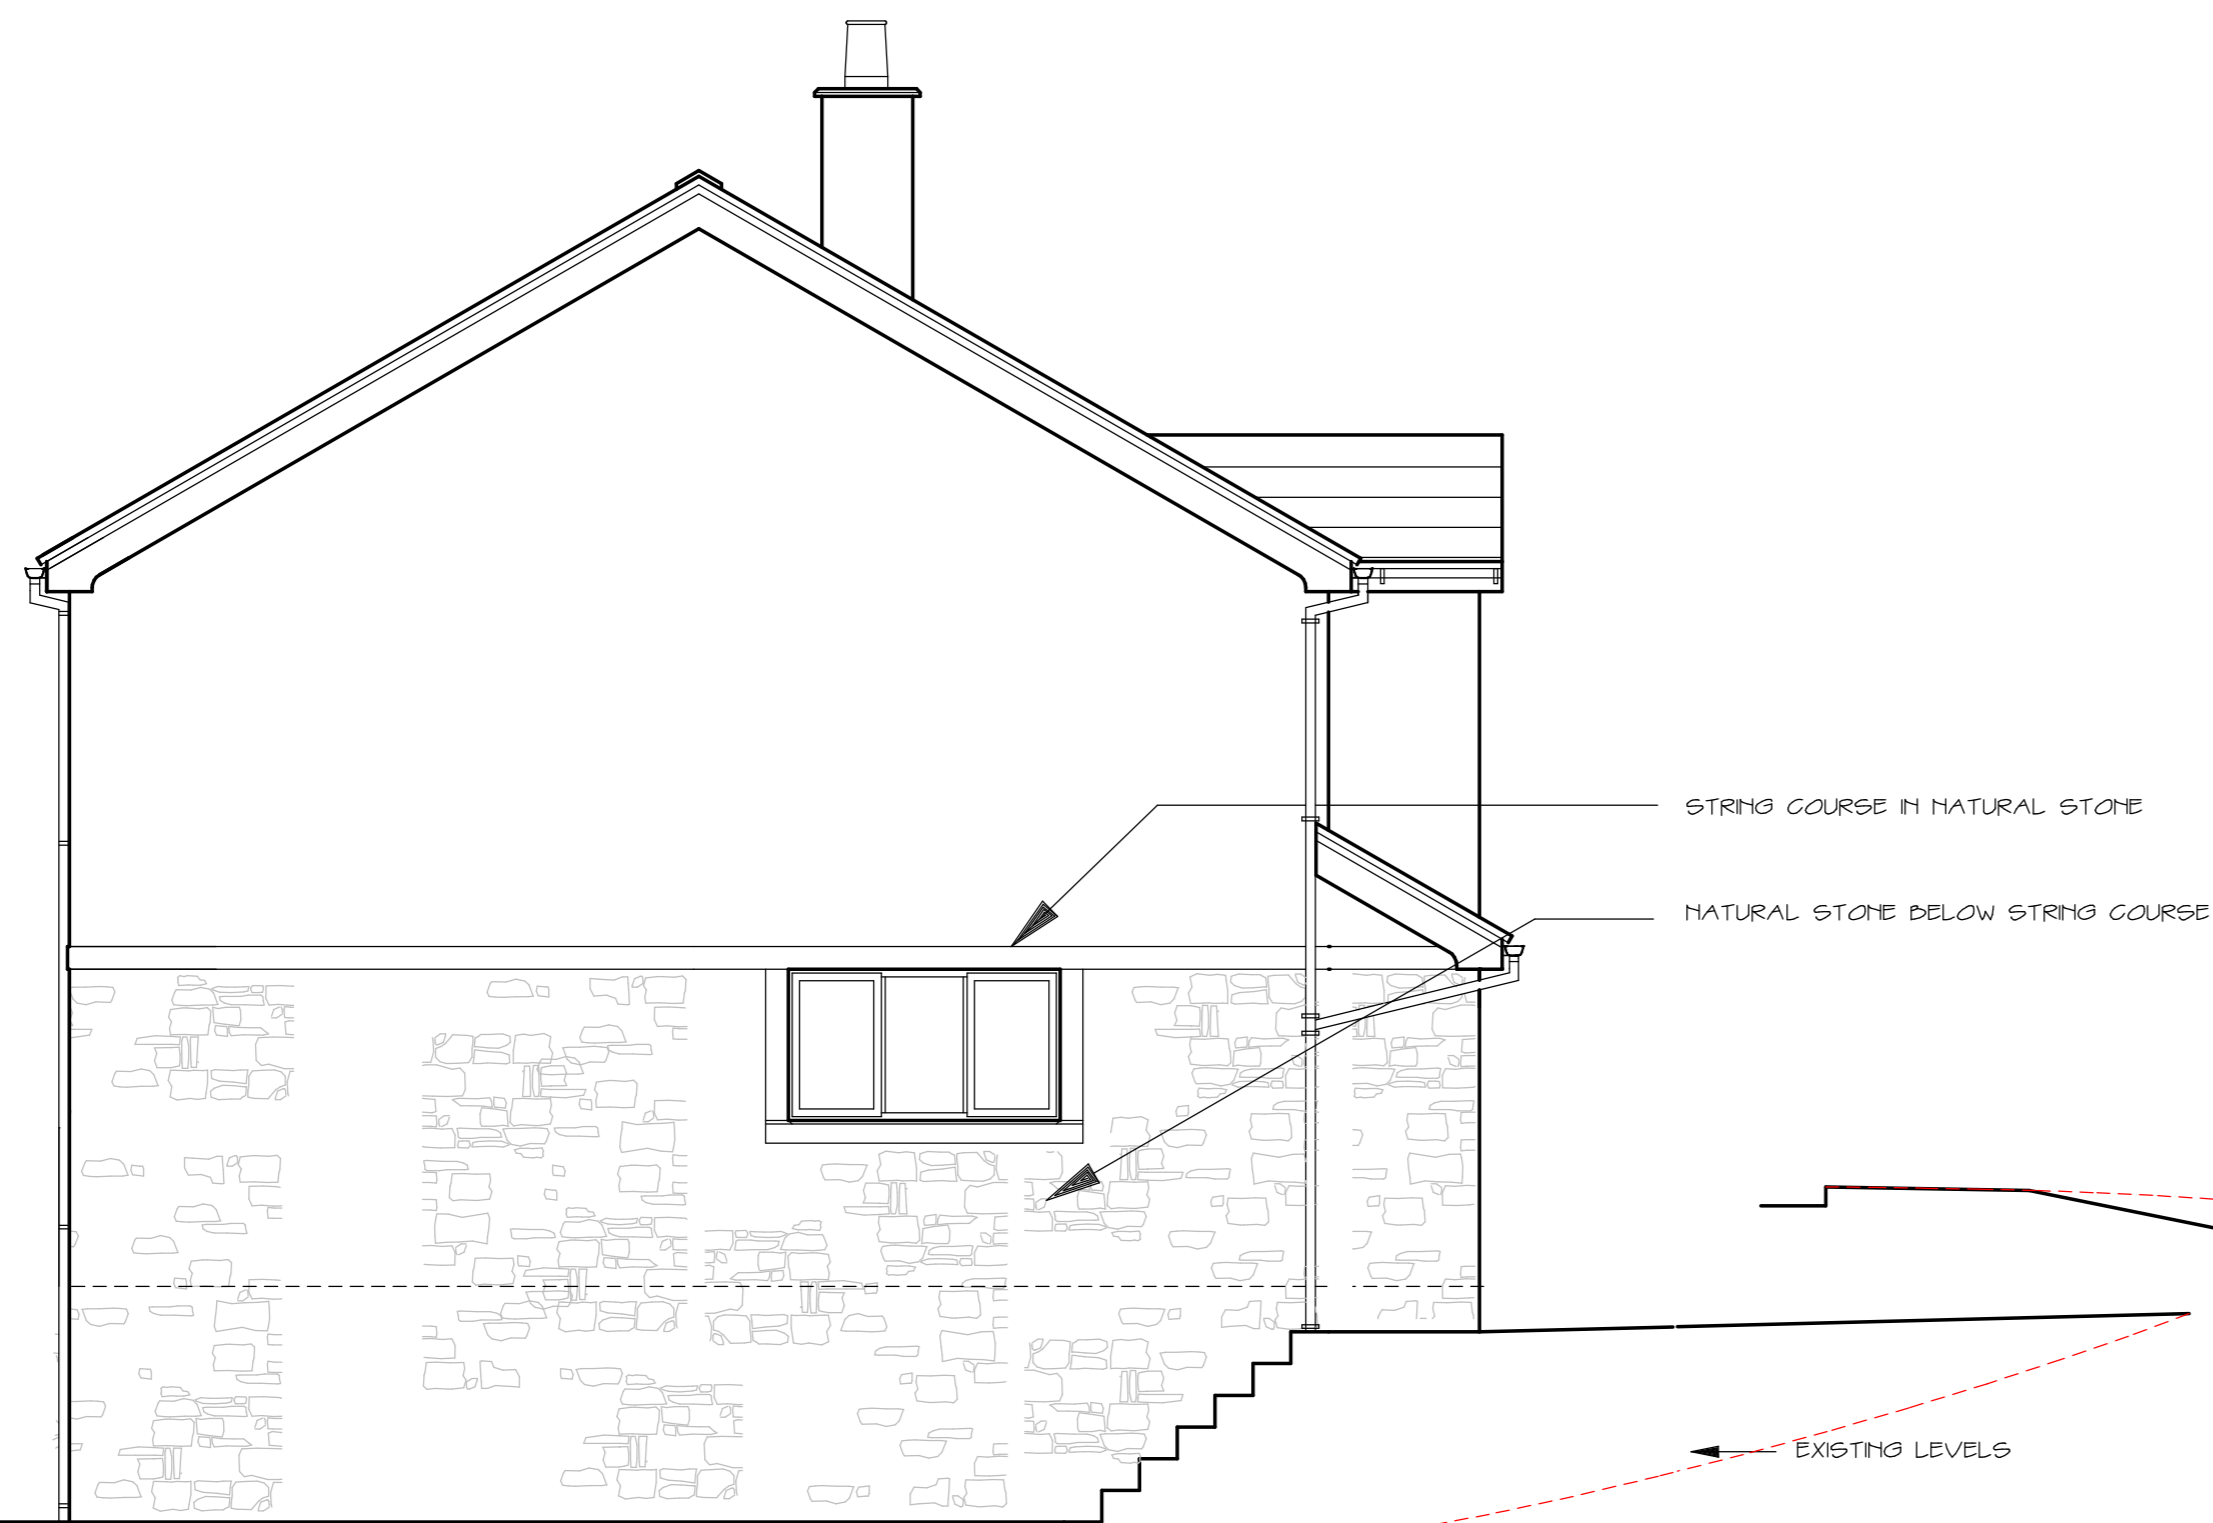 STRING COURSE IN NATURAL STONE
NATURAL STONE BELOW STRING COURSE
EXISTING LEVELS